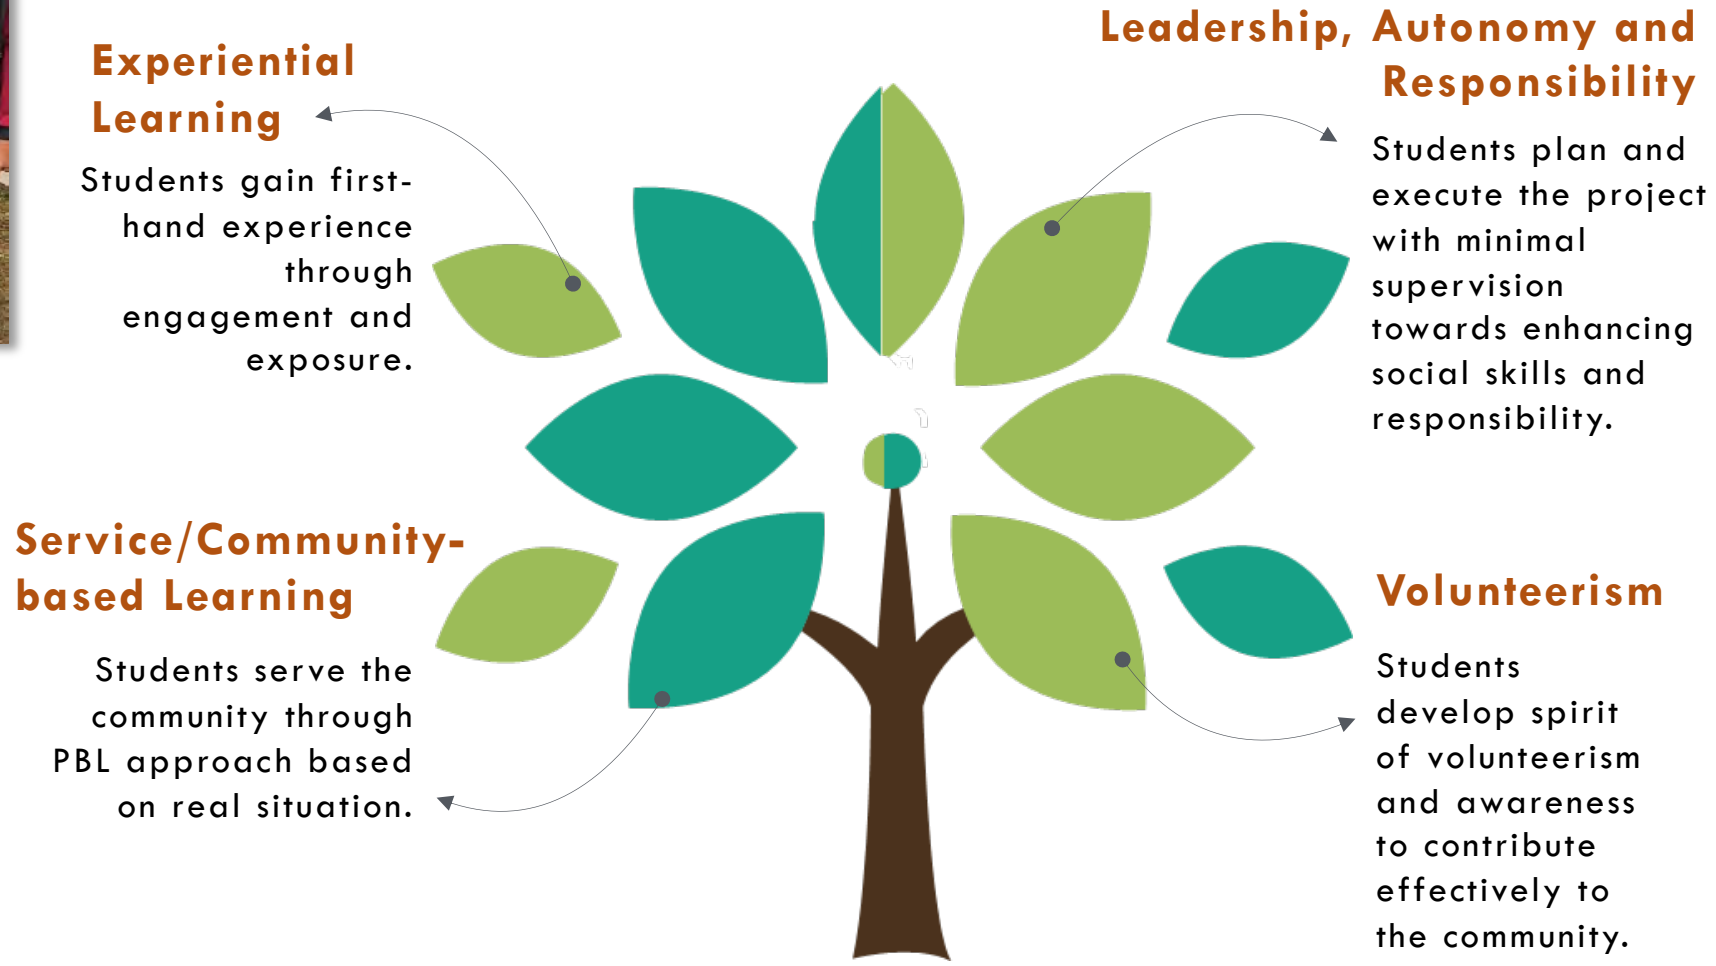 Experiential
Learning
Students gain first-
hand experience
through
engagement and
exposure.
Leadership, Autonomy and
Responsibility
Students plan and
execute the project
with minimal
supervision
towards enhancing
social skills and
responsibility.
Service/Community-
based Learning
Students serve the
community through
PBL approach based
on real situation.
Volunteerism
Students
develop spirit
of volunteerism
and awareness
to contribute
effectively to
the community.